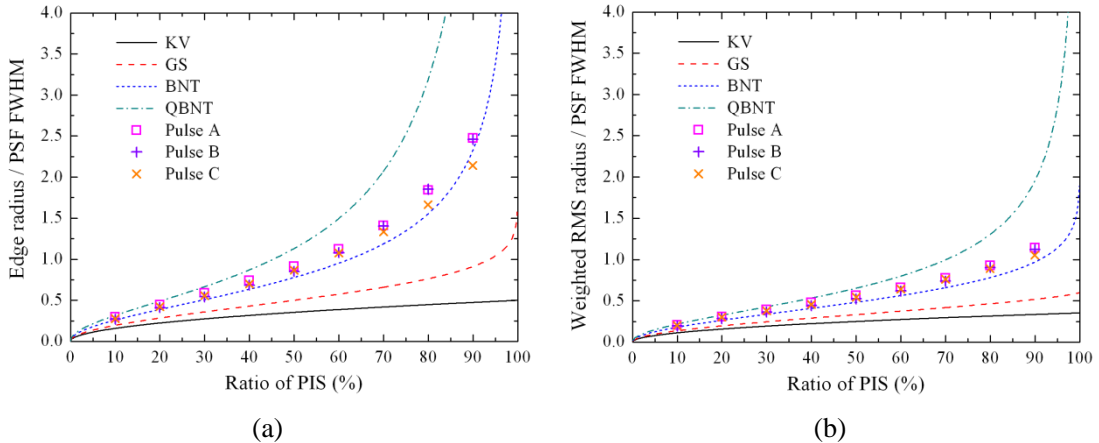 4.0
3.5
3.0
2.5
2.0
1.5
1.0
0.5
0.0
Edge radius / PSF FWHM
KV
GS
BNT
QBNT
Pulse A
Pulse B
Pulse C
0 10 20 30 40 50 60 70 80 90 100
Ratio of PIS (%)
(a)
4.0
3.5
3.0
2.5
2.0
1.5
1.0
0.5
0.0
Weighted RMS radius / PSF FWHM
KV
GS
BNT
QBNT
Pulse A
Pulse B
Pulse C
0 10 20 30 40 50 60 70 80 90 100
Ratio of PIS (%)
(b)